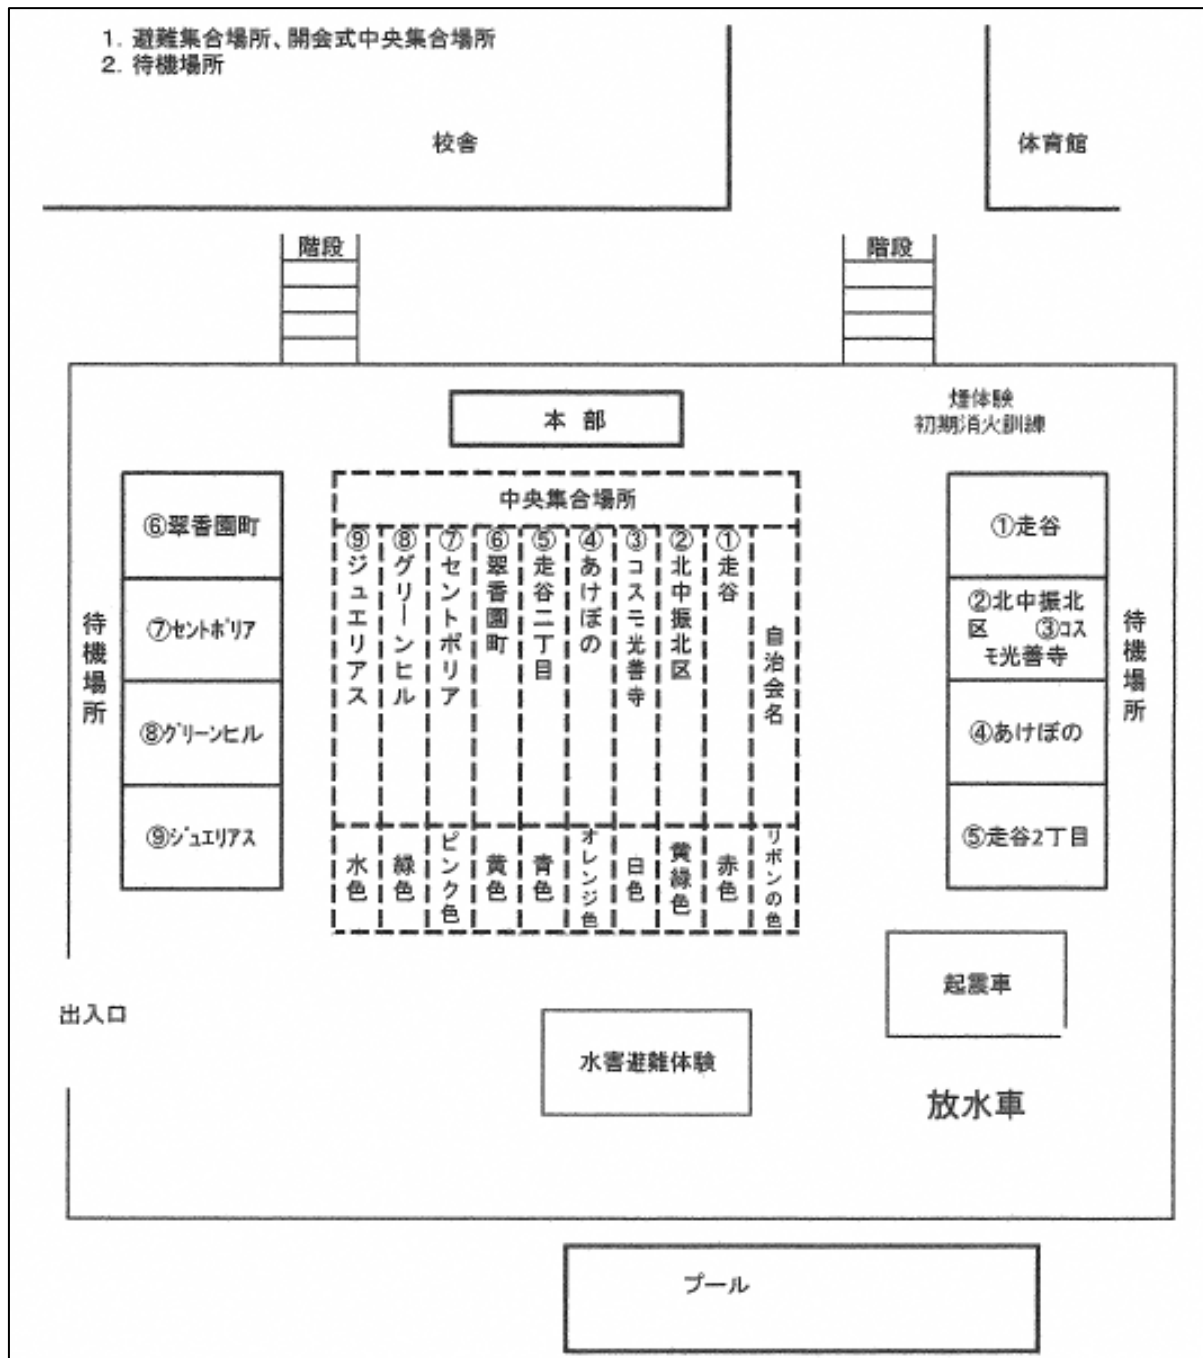 1. 避難集合場所、開会式中央集合場所
2. 待機場所
校舎
体育館
階段
階段
本部
煙体験
初期消火訓練
中央集合場所
自治会名
①走谷
②北中振北区
③コスモ光善寺
④あけぼの
⑤走谷二丁目
⑥翠香園町
⑦セントポリア
⑧グリーンヒル
⑨ジュエリアス
リボンの色
赤色
黄緑色
白色
オレンジ色
青色
黄色
ピンク色
緑色
水色
待機場所
⑥翠香園町
⑦セントポリア
⑧グリーンヒル
⑨ジュエリアス
待機場所
①走谷
②北中振北
区 ③コス
モ光善寺
④あけぼの
⑤走谷2丁目
起震車
出入口
水害避難体験
放水車
プール